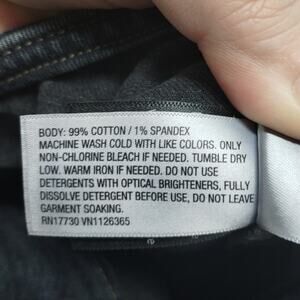 BODY: 99% COTTON / 1% SPANDEX
MACHINE WASH COLD WITH LIKE COLORS. ONLY
NON-CHLORINE BLEACH IF NEEDED. TUMBLE DRY
LOW. WARM IRON IF NEEDED. DO NOT USE
DETERGENTS WITH OPTICAL BRIGHTENERS, FULLY
DISSOLVE DETERGENT BEFORE USE, DO NOT LEAVE
GARMENT SOAKING.
RN17730 VN1126365